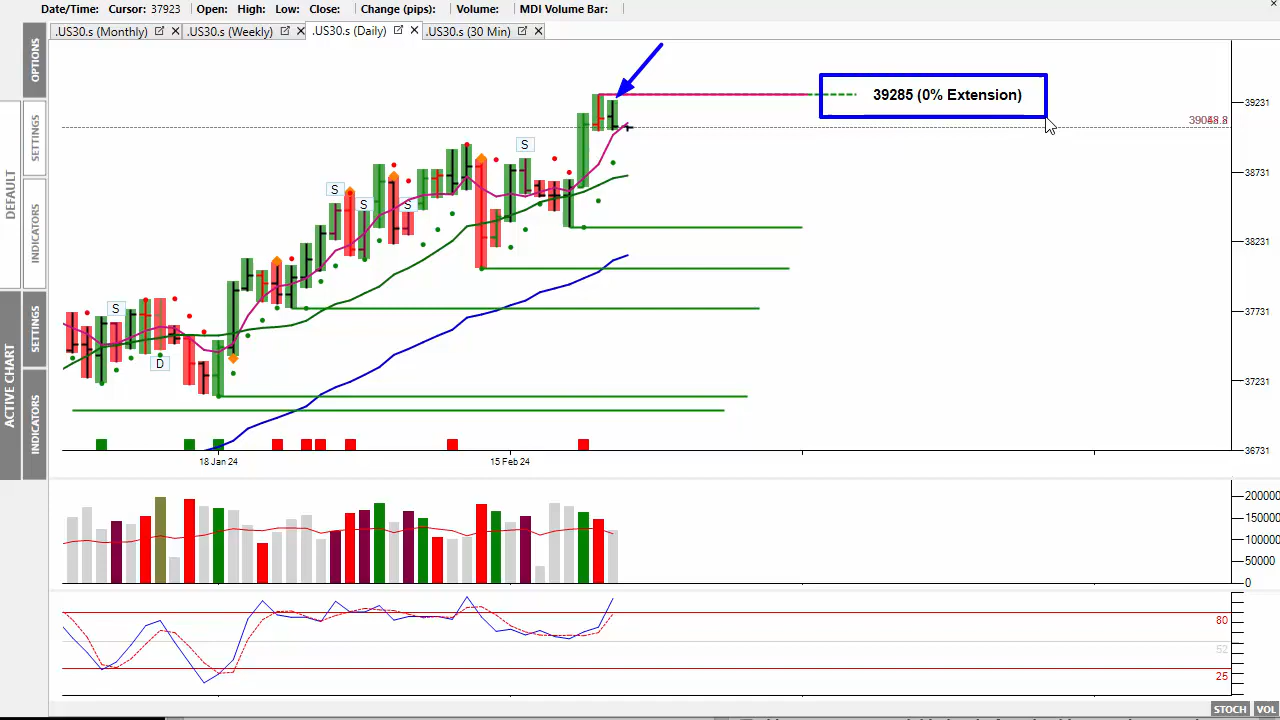 Date/Time: Cursor: 37923 Open: High: Low: Close: Change (pips): Volume: MDI Volume Bar:
.US30.s (Monthly) .US30.s (Weekly) .US30.s (Daily) .US30.s (30 Min)
OPTIONS
SETTINGS
INDICATORS
DEFAULT
SETTINGS
INDICATORS
ACTIVE CHART
39285 (0% Extension)
39231
38731
38231
37731
37231
36731
S
S
S
S
S
D
18 Jan 24
15 Feb 24
200000
150000
100000
50000
0
80
52
25
STOCH VOL